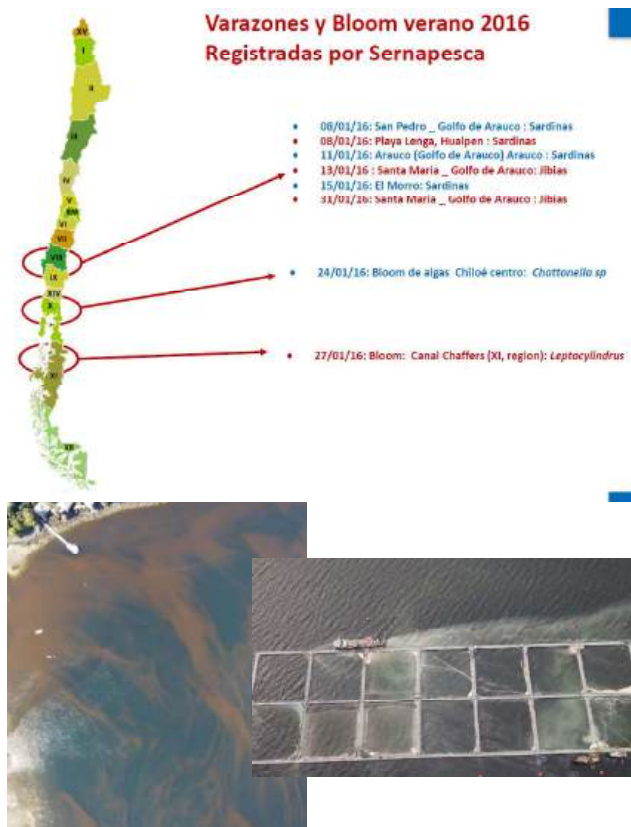 Varazones y Bloom verano 2016
Registradas por Sernapesca
XV
I
II
III
IV
V
RM
VI
VII
VIII
IX
XIV
X
XI
XII
• 08/01/16: San Pedro _ Golfo de Arauco : Sardinas
• 08/01/16: Playa Lenga, Hualpen : Sardinas
• 11/01/16: Arauco (Golfo de Arauco) Arauco : Sardinas
• 13/01/16 : Santa Maria _ Golfo de Arauco: Jibias
• 15/01/16: El Morro: Sardinas
• 31/01/16: Santa Maria _ Golfo de Arauco : Jibias
• 24/01/16: Bloom de algas Chiloé centro: Chattonella sp
• 27/01/16: Bloom: Canal Chaffers (XI, region): Leptocylindrus